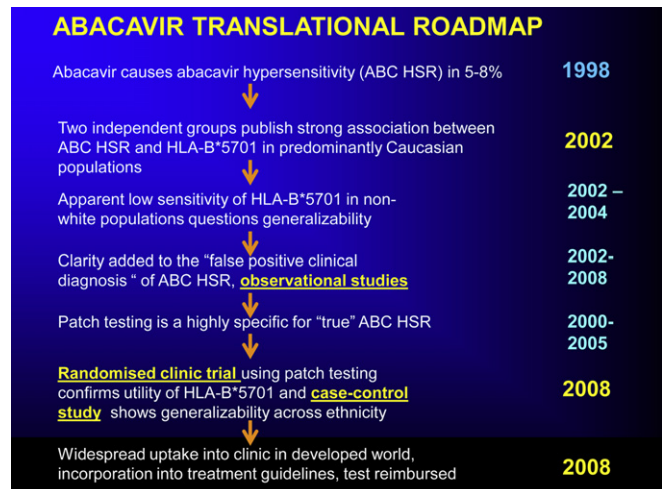 ABACAVIR TRANSLATIONAL ROADMAP
Abacavir causes abacavir hypersensitivity (ABC HSR) in 5-8%
1998
Two independent groups publish strong association between
ABC HSR and HLA-B*5701 in predominantly Caucasian
populations
2002
Apparent low sensitivity of HLA-B*5701 in non-
white populations questions generalizability
2002 –
2004
Clarity added to the “false positive clinical
diagnosis “ of ABC HSR, observational studies
2002-
2008
Patch testing is a highly specific for “true” ABC HSR
2000-
2005
Randomised clinic trial using patch testing
confirms utility of HLA-B*5701 and case-control
study shows generalizability across ethnicity
2008
Widespread uptake into clinic in developed world,
incorporation into treatment guidelines, test reimbursed
2008